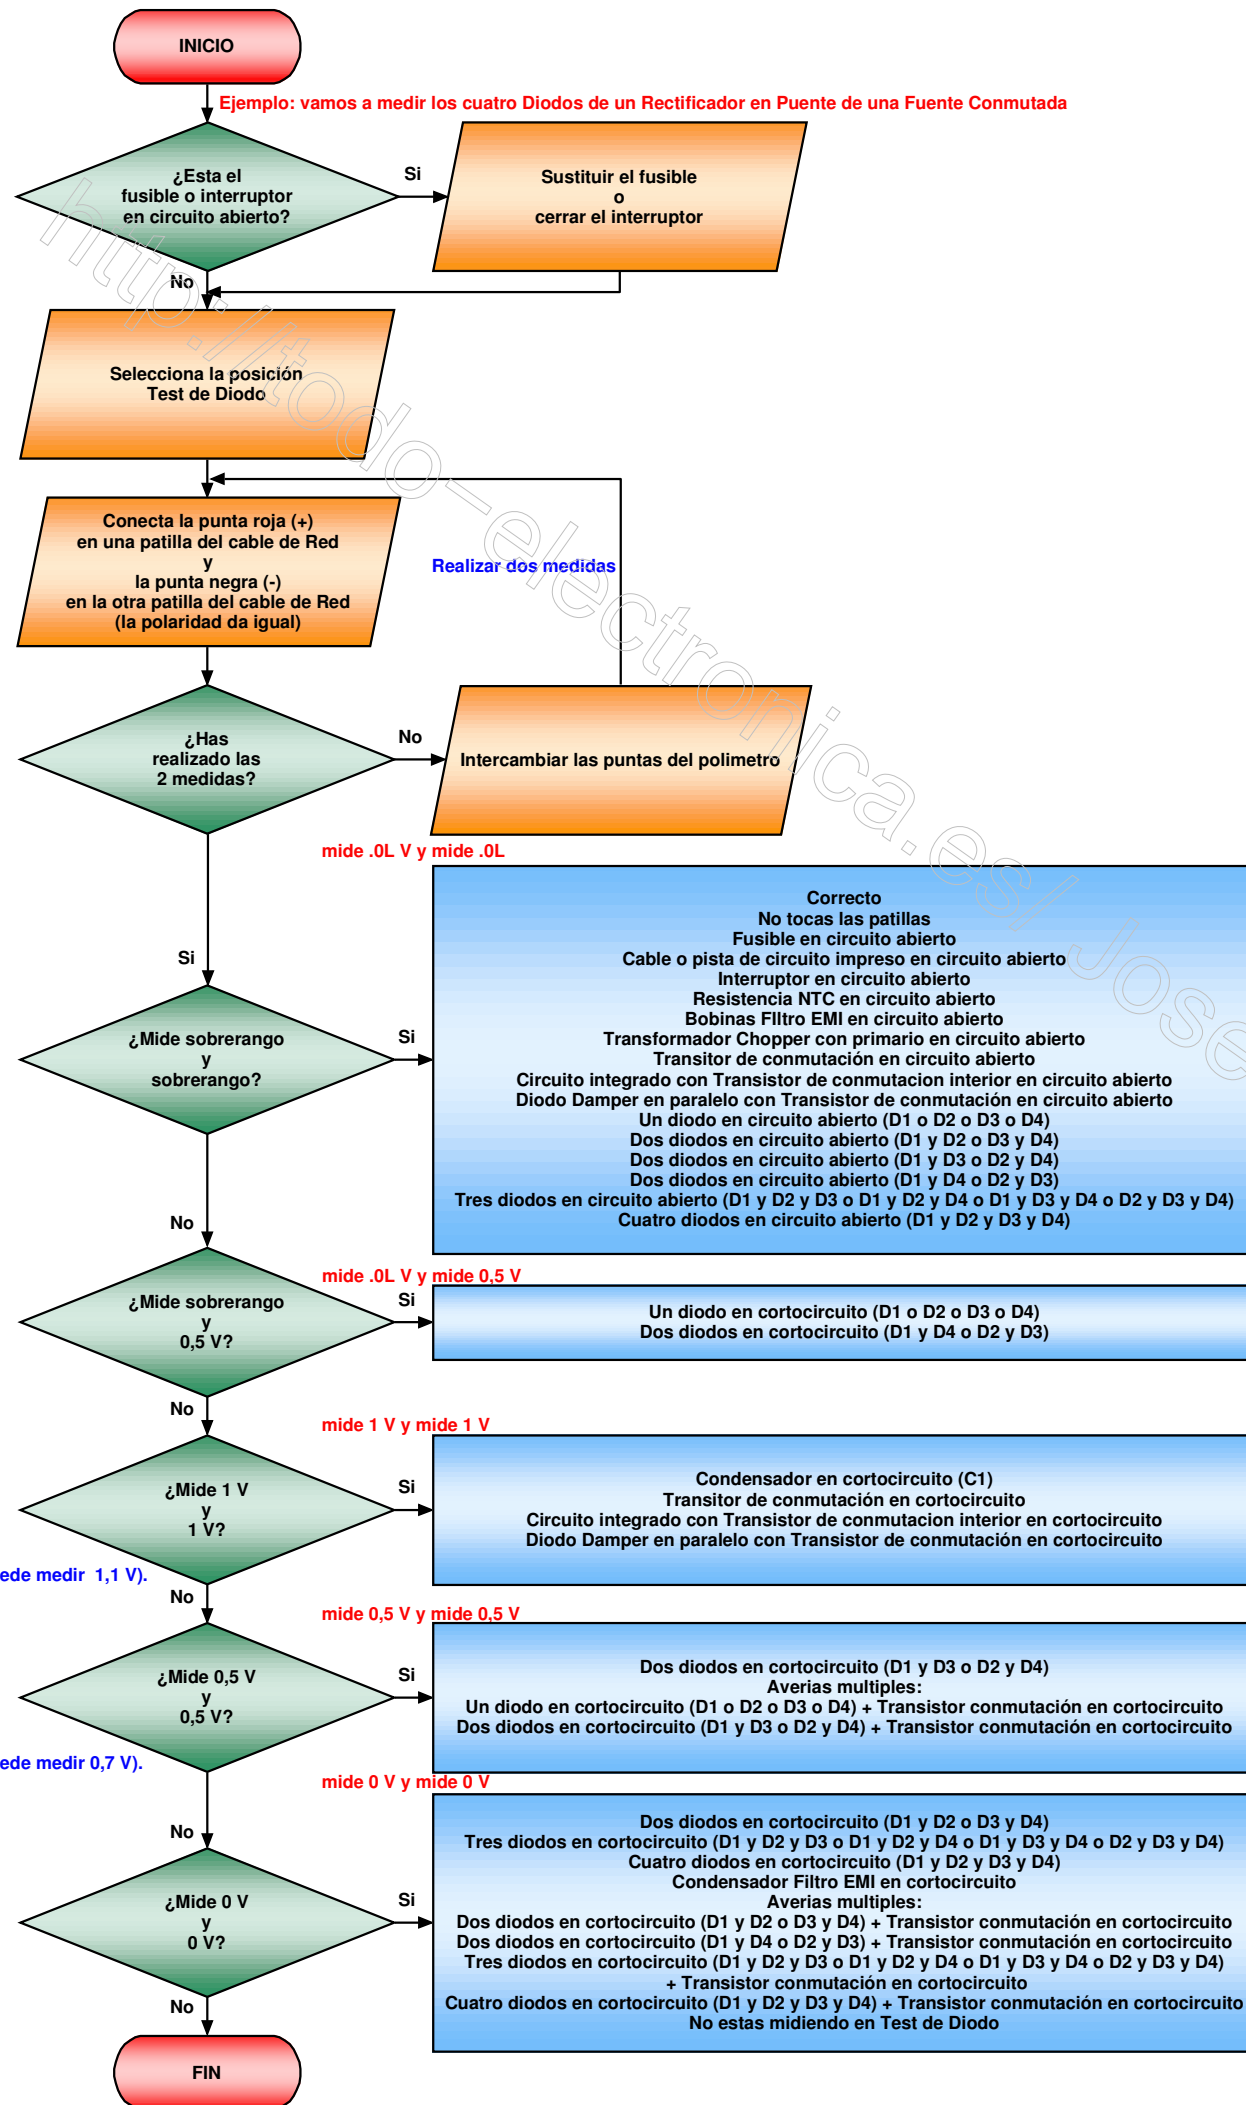 INICIO
Ejemplo: vamos a medir los cuatro Diodos de un Rectificador en Puente de una Fuente Conmutada
¿Esta el
fusible o interruptor
en circuito abierto?
Si
Sustituir el fusible
o
cerrar el interruptor
No
Selecciona la posición
Test de Diodo
Conecta la punta roja (+)
en una patilla del cable de Red
y
la punta negra (-)
en la otra patilla del cable de Red
(la polaridad da igual)
Realizar dos medidas
¿Has
realizado las
2 medidas?
No
Intercambiar las puntas del polimetro
Si
mide .0L V y mide .0L
¿Mide sobrerango
y
sobrerango?
Si
Correcto
No tocas las patillas
Fusible en circuito abierto
Cable o pista de circuito impreso en circuito abierto
Interruptor en circuito abierto
Resistencia NTC en circuito abierto
Bobinas FIltro EMI en circuito abierto
Transformador Chopper con primario en circuito abierto
Transitor de conmutación en circuito abierto
Circuito integrado con Transistor de conmutacion interior en circuito abierto
Diodo Damper en paralelo con Transistor de conmutación en circuito abierto
Un diodo en circuito abierto (D1 o D2 o D3 o D4)
Dos diodos en circuito abierto (D1 y D2 o D3 y D4)
Dos diodos en circuito abierto (D1 y D3 o D2 y D4)
Dos diodos en circuito abierto (D1 y D4 o D2 y D3)
Tres diodos en circuito abierto (D1 y D2 y D3 o D1 y D2 y D4 o D1 y D3 y D4 o D2 y D3 y D4)
Cuatro diodos en circuito abierto (D1 y D2 y D3 y D4)
No
mide .0L V y mide 0,5 V
¿Mide sobrerango
y
0,5 V?
Si
Un diodo en cortocircuito (D1 o D2 o D3 o D4)
Dos diodos en cortocircuito (D1 y D4 o D2 y D3)
No
mide 1 V y mide 1 V
¿Mide 1 V
y
1 V?
Si
Condensador en cortocircuito (C1)
Transitor de conmutación en cortocircuito
Circuito integrado con Transistor de conmutacion interior en cortocircuito
Diodo Damper en paralelo con Transistor de conmutación en cortocircuito
ede medir 1,1 V).
No
mide 0,5 V y mide 0,5 V
¿Mide 0,5 V
y
0,5 V?
Si
Dos diodos en cortocircuito (D1 y D3 o D2 y D4)
Averias multiples:
Un diodo en cortocircuito (D1 o D2 o D3 o D4) + Transistor conmutación en cortocircuito
Dos diodos en cortocircuito (D1 y D3 o D2 y D4) + Transistor conmutación en cortocircuito
ede medir 0,7 V).
No
mide 0 V y mide 0 V
¿Mide 0 V
y
0 V?
Si
Dos diodos en cortocircuito (D1 y D2 o D3 y D4)
Tres diodos en cortocircuito (D1 y D2 y D3 o D1 y D2 y D4 o D1 y D3 y D4 o D2 y D3 y D4)
Cuatro diodos en cortocircuito (D1 y D2 y D3 y D4)
Condensador Filtro EMI en cortocircuito
Averias multiples:
Dos diodos en cortocircuito (D1 y D2 o D3 y D4) + Transistor conmutación en cortocircuito
Dos diodos en cortocircuito (D1 y D4 o D2 y D3) + Transistor conmutación en cortocircuito
Tres diodos en cortocircuito (D1 y D2 y D3 o D1 y D2 y D4 o D1 y D3 y D4 o D2 y D3 y D4)
+ Transistor conmutación en cortocircuito
Cuatro diodos en cortocircuito (D1 y D2 y D3 y D4) + Transistor conmutación en cortocircuito
No estas midiendo en Test de Diodo
No
FIN
http://todo-electronica.es/ Jose